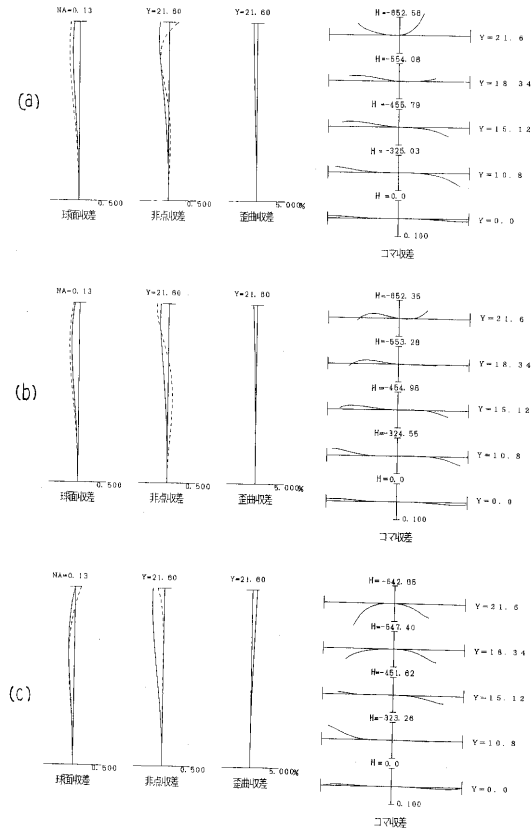 (a)
NA=0.13
Y=21.60
Y=21.60
0.500
0.500
5.000%
球面収差
非点収差
歪曲収差
H=-652.56
Y=21.6
H=-554.08
Y=18.34
H=-455.79
Y=15.12
H=-325.03
Y=10.8
H=0.0
Y=0.0
0.100
コマ収差
(b)
NA=0.13
Y=21.60
Y=21.60
0.500
0.500
5.000%
球面収差
非点収差
歪曲収差
H=-652.35
Y=21.6
H=-553.28
Y=18.34
H=-454.96
Y=15.12
H=-324.55
Y=10.8
H=0.0
Y=0.0
0.100
コマ収差
(c)
NA=0.13
Y=21.60
Y=21.60
0.500
0.500
5.000%
球面収差
非点収差
歪曲収差
H=-642.65
Y=21.6
H=-547.40
Y=18.34
H=-451.62
Y=15.12
H=-323.26
Y=10.8
H=0.0
Y=0.0
0.100
コマ収差